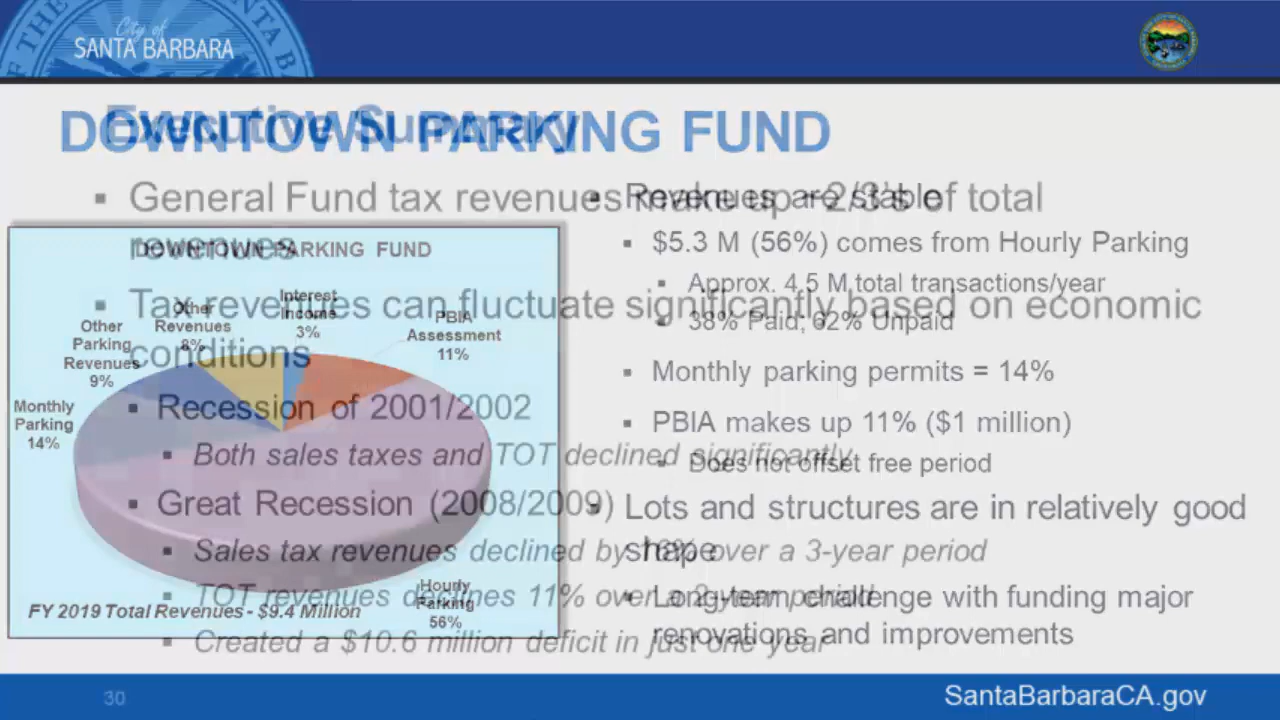 City of
SANTA BARBARA
Executive Summary
DOWNTOWN PARKING FUND
▪ General Fund tax revenues make up ~2/3's of total
revenues
▪ Tax revenues can fluctuate significantly based on economic
conditions
▪ Recession of 2001/2002
▪ Both sales taxes and TOT declined significantly
▪ Great Recession (2008/2009)
▪ Sales tax revenues declined by over a 3-year period
▪ TOT revenues declines 11% over a 2-year period
▪ Created a $10.6 million deficit in just one year
DOWNTOWN PARKING FUND
Interest
Income
3%
Other
Revenues
8%
PBIA
Assessment
11%
Other
Parking
Revenues
9%
Monthly
Parking
14%
Hourly
Parking
56%
FY 2019 Total Revenues - $9.4 Million
▪ Revenues are stable
▪ $5.3 M (56%) comes from Hourly Parking
▪ Approx. 4.5 M total transactions/year
▪ 38% Paid; 62% Unpaid
▪ Monthly parking permits = 14%
▪ PBIA makes up 11% ($1 million)
▪ Does not offset free period
▪ Lots and structures are in relatively good
shape
▪ Long-term challenge with funding major
renovations and improvements
30
SantaBarbaraCA.gov